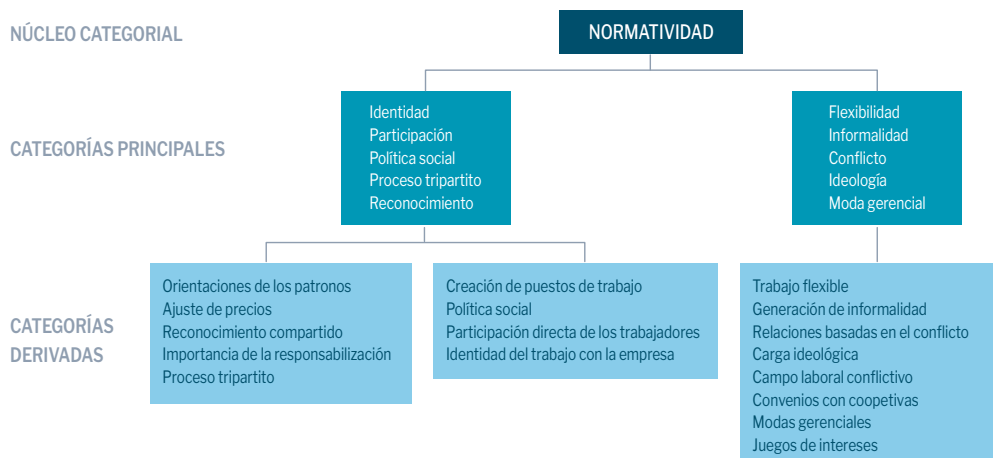 NÚCLEO CATEGORIAL
NORMATIVIDAD
CATEGORÍAS PRINCIPALES
Identidad
Participación
Política social
Proceso tripartito
Reconocimiento
Flexibilidad
Informalidad
Conflicto
Ideología
Moda gerencial
CATEGORÍAS
DERIVADAS
Orientaciones de los patronos
Ajuste de precios
Reconocimiento compartido
Importancia de la responsabilización
Proceso tripartito
Creación de puestos de trabajo
Política social
Participación directa de los trabajadores
Identidad del trabajo con la empresa
Trabajo flexible
Generación de informalidad
Relaciones basadas en el conflicto
Carga ideológica
Campo laboral conflictivo
Convenios con coopetivas
Modas gerenciales
Juegos de intereses